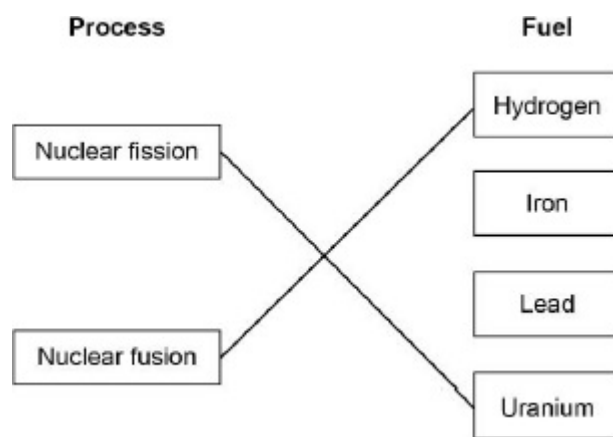 Process
Fuel
Hydrogen
Nuclear fission
Iron
Lead
Nuclear fusion
Uranium